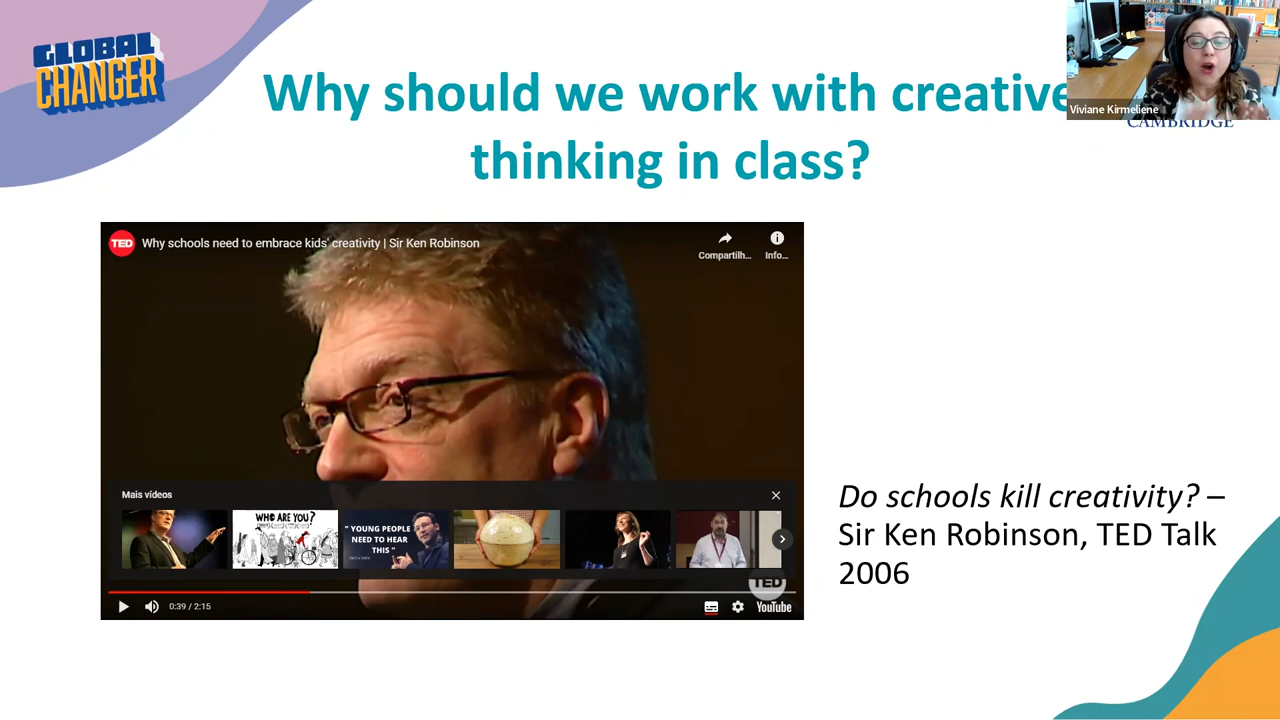 GLOBAL
CHANGER
Why should we work with creative
thinking in class?
Viviane Kirmeliene
CAMBRIDGE
TED
Why schools need to embrace kids' creativity | Sir Ken Robinson
Compartilh...
Info...
Mais vídeos
WHO ARE YOU?
" YOUNG PEOPLE
NEED TO HEAR
THIS "
TED
0:39 / 2:15
YouTube
Do schools kill creativity? –
Sir Ken Robinson, TED Talk
2006